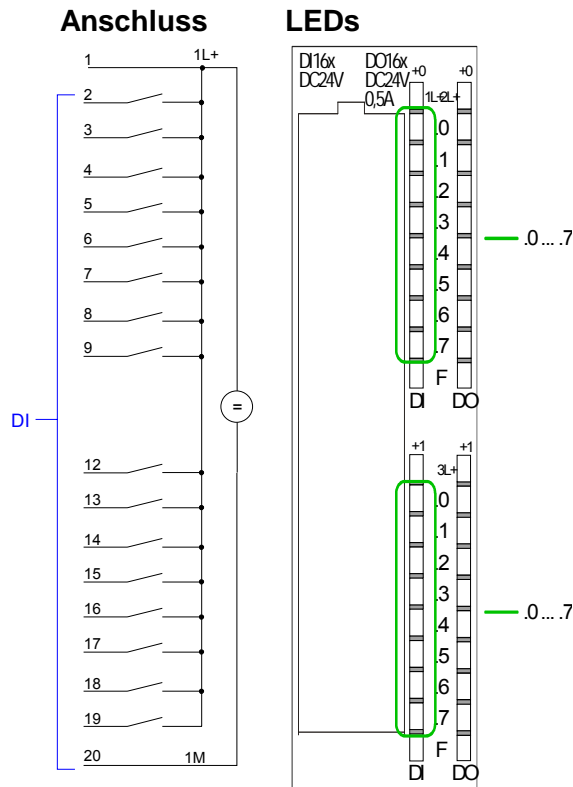 Anschluss
1 1L+
2
3
4
5
6
7
8
9
DI
=
12
13
14
15
16
17
18
19
20 1M
LEDs
DI16x DO16x
DC24V DC24V
0,5A
+0 +0
1L+2L+
.0
.1
.2
.3
.4
.5
.6
.7
F
DI DO
.0 ... .7
+1 +1
3L+
.0
.1
.2
.3
.4
.5
.6
.7
F
DI DO
.0 ... .7